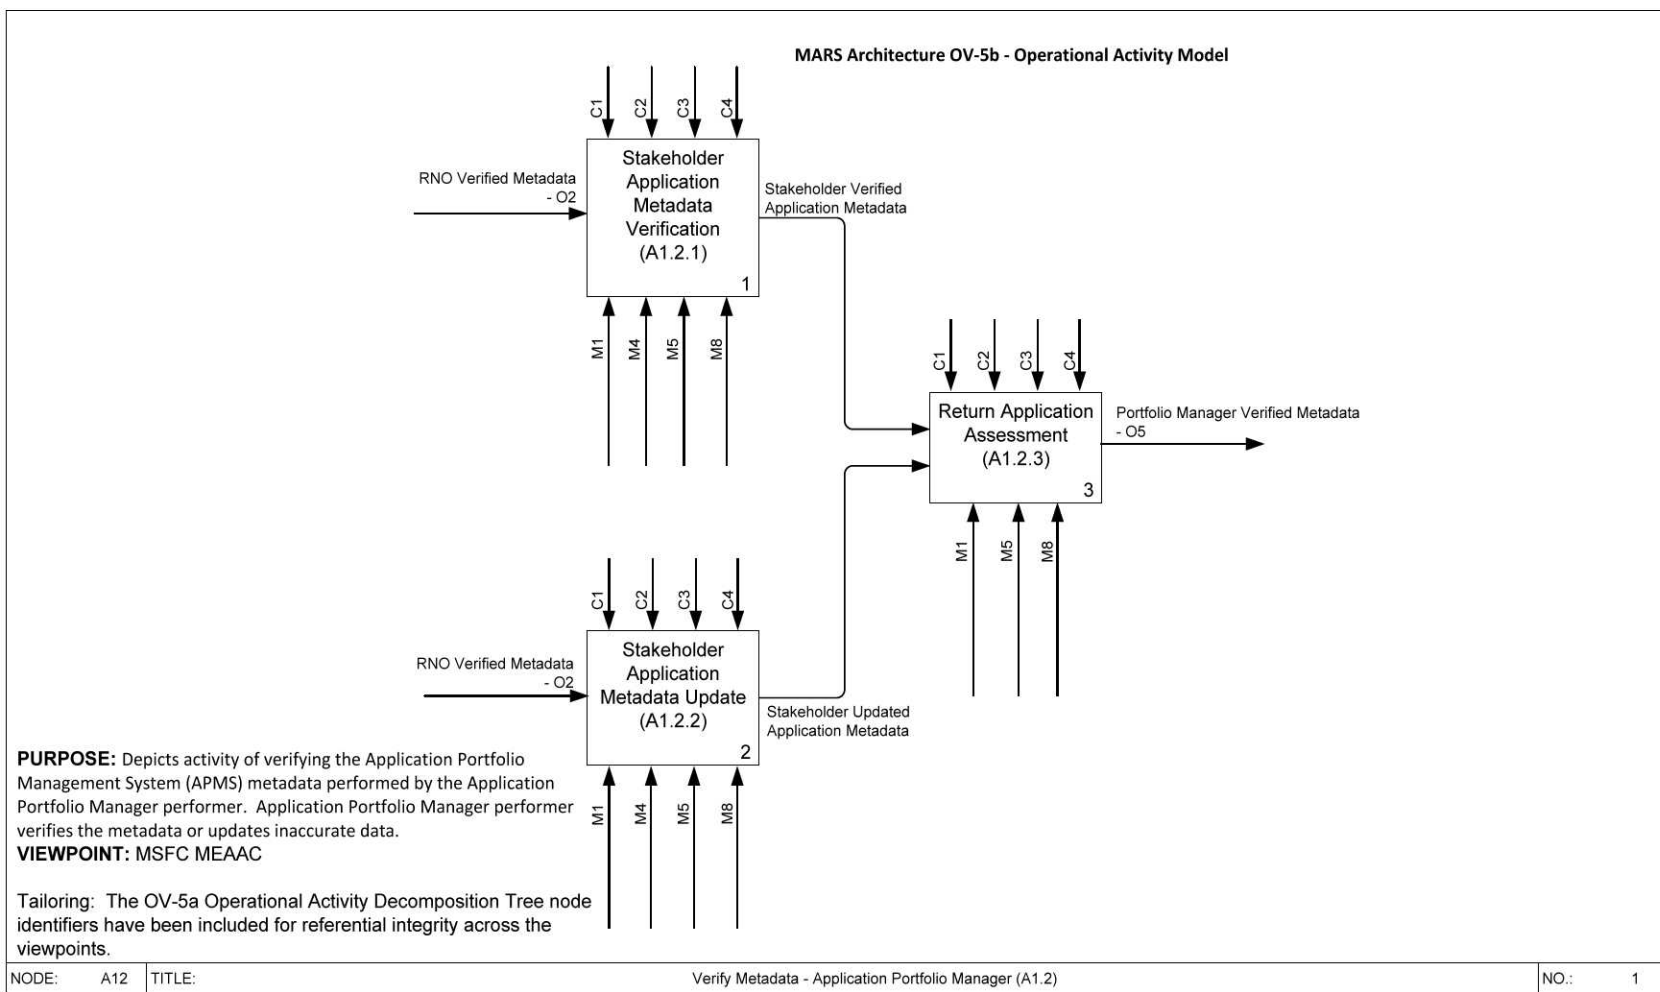 MARS Architecture OV-5b - Operational Activity Model
C1
C2
C3
C4
RNO Verified Metadata
- O2
Stakeholder
Application
Metadata
Verification
(A1.2.1)
1
Stakeholder Verified
Application Metadata
M1
M4
M5
M8
C1
C2
C3
C4
Return Application
Assessment
(A1.2.3)
3
Portfolio Manager Verified Metadata
- O5
M1
M5
M8
C1
C2
C3
C4
RNO Verified Metadata
- O2
Stakeholder
Application
Metadata Update
(A1.2.2)
2
Stakeholder Updated
Application Metadata
M1
M4
M5
M8
PURPOSE: Depicts activity of verifying the Application Portfolio
Management System (APMS) metadata performed by the Application
Portfolio Manager performer. Application Portfolio Manager performer
verifies the metadata or updates inaccurate data.
VIEWPOINT: MSFC MEAAC
Tailoring: The OV-5a Operational Activity Decomposition Tree node
identifiers have been included for referential integrity across the
viewpoints.
NODE: A12 TITLE: Verify Metadata - Application Portfolio Manager (A1.2) NO.: 1